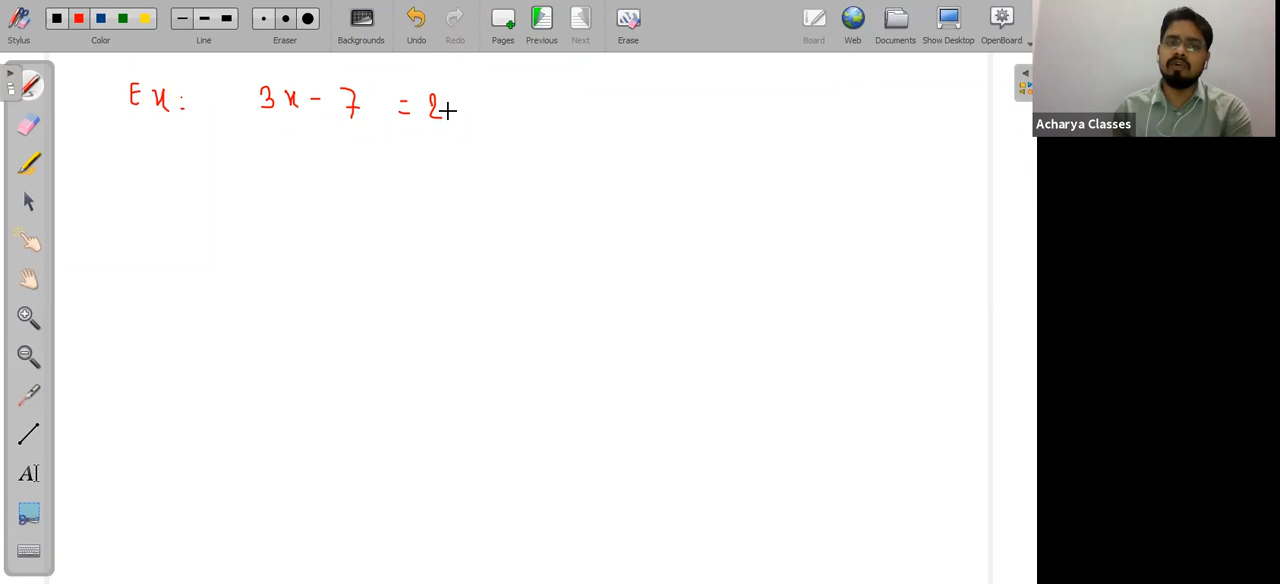 Stylus Color Line Eraser Backgrounds Undo Redo Pages Previous Next Erase Board Web Documents Show Desktop OpenBoard
Ex: 3x - 7 = 2
Acharya Classes